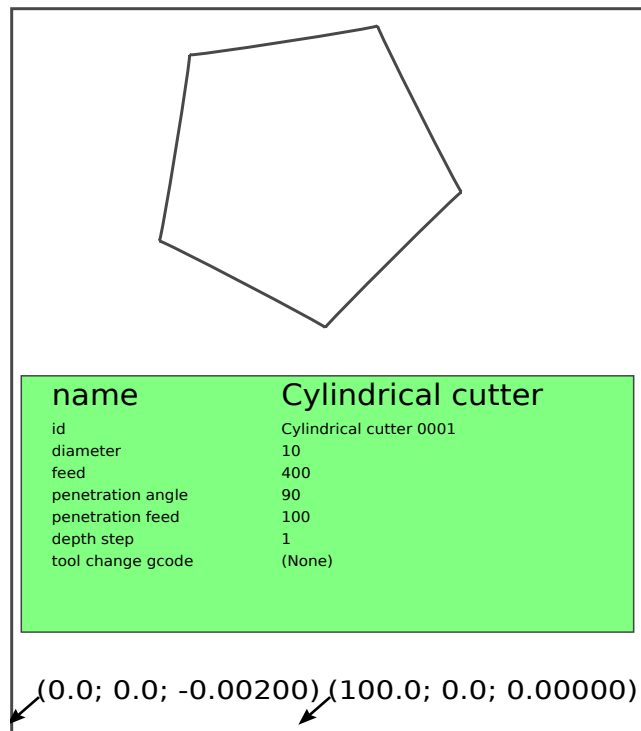 name Cylindrical cutter
id Cylindrical cutter 0001
diameter 10
feed 400
penetration angle 90
penetration feed 100
depth step 1
tool change gcode (None)
(0.0; 0.0; -0.00200) (100.0; 0.0; 0.00000)